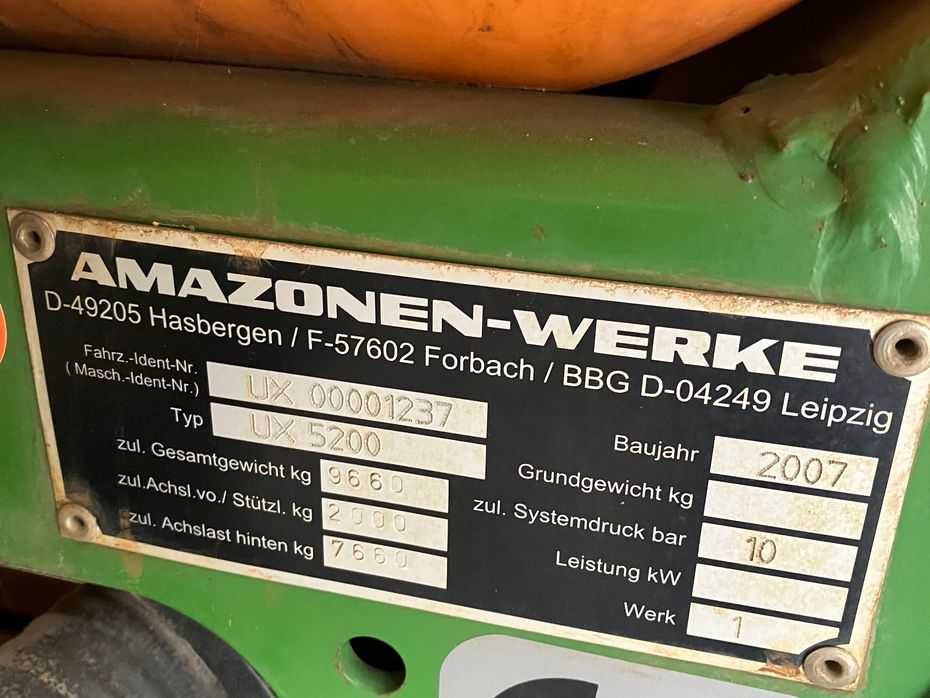 AMAZONEN-WERKE
D-49205 Hasbergen / F-57602 Forbach / BBG D-04249 Leipzig
Fahrz.-Ident-Nr.
( Masch.-Ident-Nr.) UX 00001237
Typ UX 5200
zul. Gesamtgewicht kg 9660
zul.Achsl.vo./ Stützl. kg 2000
zul. Achslast hinten kg 7660
Baujahr 2007
Grundgewicht kg
zul. Systemdruck bar 10
Leistung kW
Werk 1